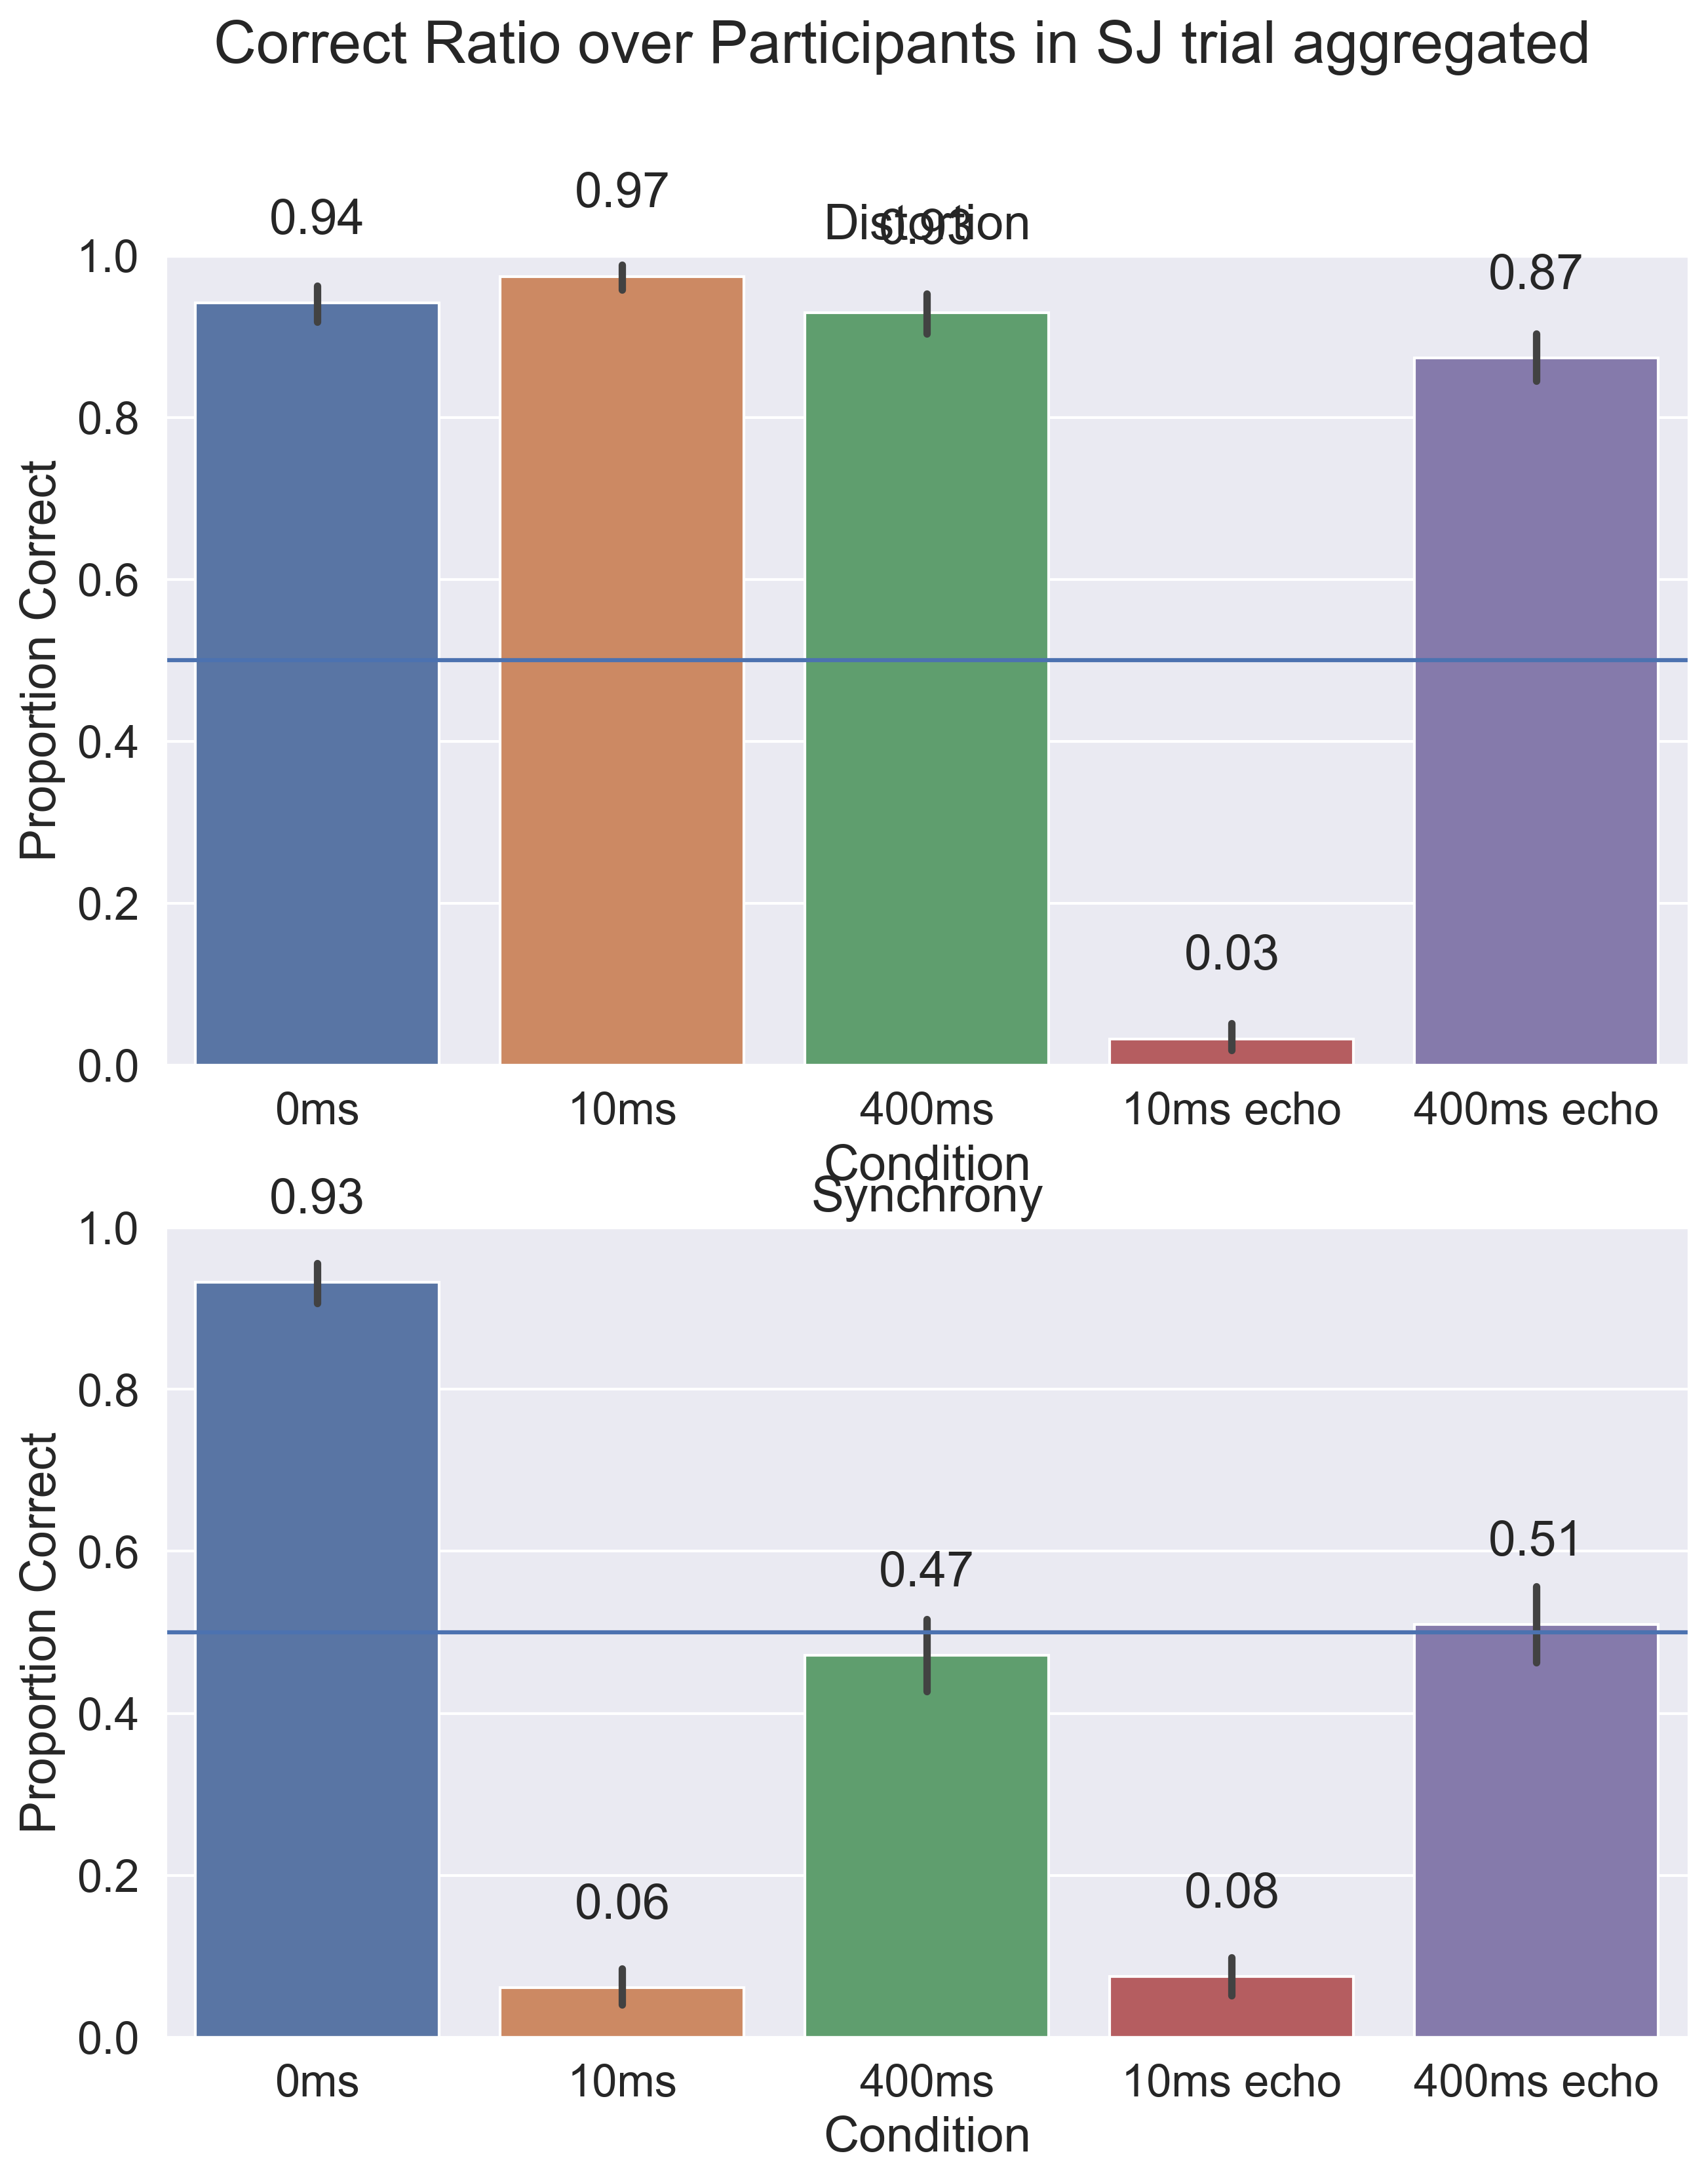 Correct Ratio over Participants in SJ trial aggregated
0.94 0.97 0.93 0.87
Distortion
1.0
0.8
0.6
0.4
0.2
0.0
Proportion Correct
0.03
0ms 10ms 400ms 10ms echo 400ms echo
Condition
Synchrony
0.93
1.0
0.8
0.6
0.4
0.2
0.0
Proportion Correct
0.06 0.47 0.08 0.51
0ms 10ms 400ms 10ms echo 400ms echo
Condition